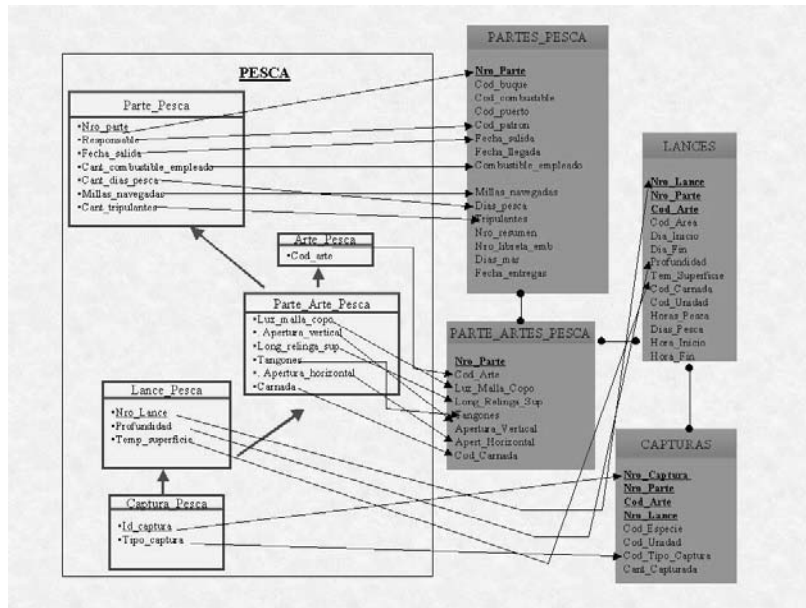 PESCA
Parte_Pesca
•Nro_parte
•Responsable
•Fecha_salida
•Cant_combustible_empleado
•Cant_dias_pesca
•Millas_navegadas
•Cant_tripulantes
Arte_Pesca
•Cod_arte
Parte_Arte_Pesca
•Luz_malla_copo
•. Apertura_vertical
•Long_relinga_sup
•Tangones
•. Apertura_horizontal
•Carnada
Lance_Pesca
•Nro_Lance
•Profundidad
•Temp_superficie
Captura_Pesca
•Id_captura
•Tipo_captura
PARTES_PESCA
Nro_Parte
Cod_buque
Cod_combustible
Cod_puerto
Cod_patron
Fecha_salida
Fecha_llegada
Combustible_empleado
Millas_navegadas
Dias_pesca
Tripulantes
Nro_resumen
Nro_libreta_emb
Dias_mar
Fecha_entregas
PARTE_ARTES_PESCA
Nro_Parte
Cod_Arte
Luz_Malla_Copo
Long_Relinga_Sup
Tangones
Apertura_Vertical
Apert_Horizontal
Cod_Carnada
LANCES
Nro_Lance
Nro_Parte
Cod_Arte
Cod_Area
Dia_Inicio
Dia_Fin
Profundidad
Tem_Superficie
Cod_Carnada
Cod_Unidad
Horas_Pesca
Dias_Pesca
Hora_Inicio
Hora_Fin
CAPTURAS
Nro_Captura
Nro_Parte
Cod_Arte
Nro_Lance
Cod_Especie
Cod_Unidad
Cod_Tipo_Captura
Cant_Capturada